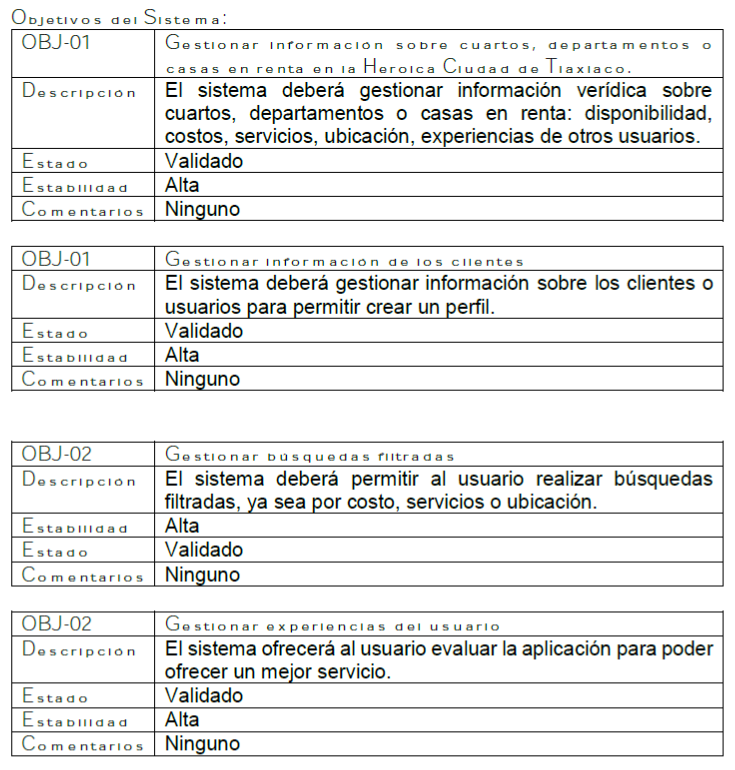 Objetivos del Sistema:
OBJ-01 Gestionar información sobre cuartos, departamentos o
casas en renta en la Heroica Ciudad de Tlaxiaco.
Descripción El sistema deberá gestionar información verídica sobre
cuartos, departamentos o casas en renta: disponibilidad,
costos, servicios, ubicación, experiencias de otros usuarios.
Estado Validado
Estabilidad Alta
Comentarios Ninguno
OBJ-01 Gestionar información de los clientes
Descripción El sistema deberá gestionar información sobre los clientes o
usuarios para permitir crear un perfil.
Estado Validado
Estabilidad Alta
Comentarios Ninguno
OBJ-02 Gestionar búsquedas filtradas
Descripción El sistema deberá permitir al usuario realizar búsquedas
filtradas, ya sea por costo, servicios o ubicación.
Estabilidad Alta
Estado Validado
Comentarios Ninguno
OBJ-02 Gestionar experiencias del usuario
Descripción El sistema ofrecerá al usuario evaluar la aplicación para poder
ofrecer un mejor servicio.
Estado Validado
Estabilidad Alta
Comentarios Ninguno